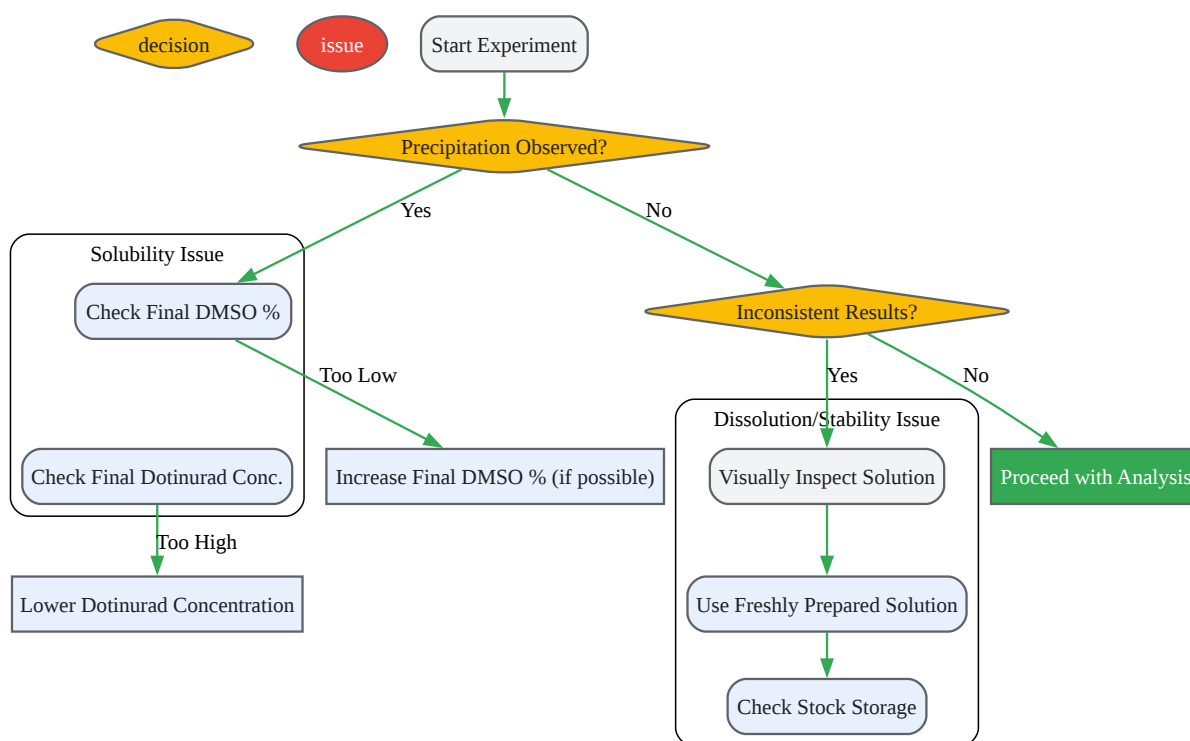 decision
issue
Start Experiment
Precipitation Observed?
Yes
No
Solubility Issue
Check Final DMSO %
Inconsistent Results?
Too Low
Yes
No
Dissolution/Stability Issue
Check Final Dotinurad Conc.
Increase Final DMSO % (if possible)
Visually Inspect Solution
Proceed with Analysis
Too High
Lower Dotinurad Concentration
Use Freshly Prepared Solution
Check Stock Storage